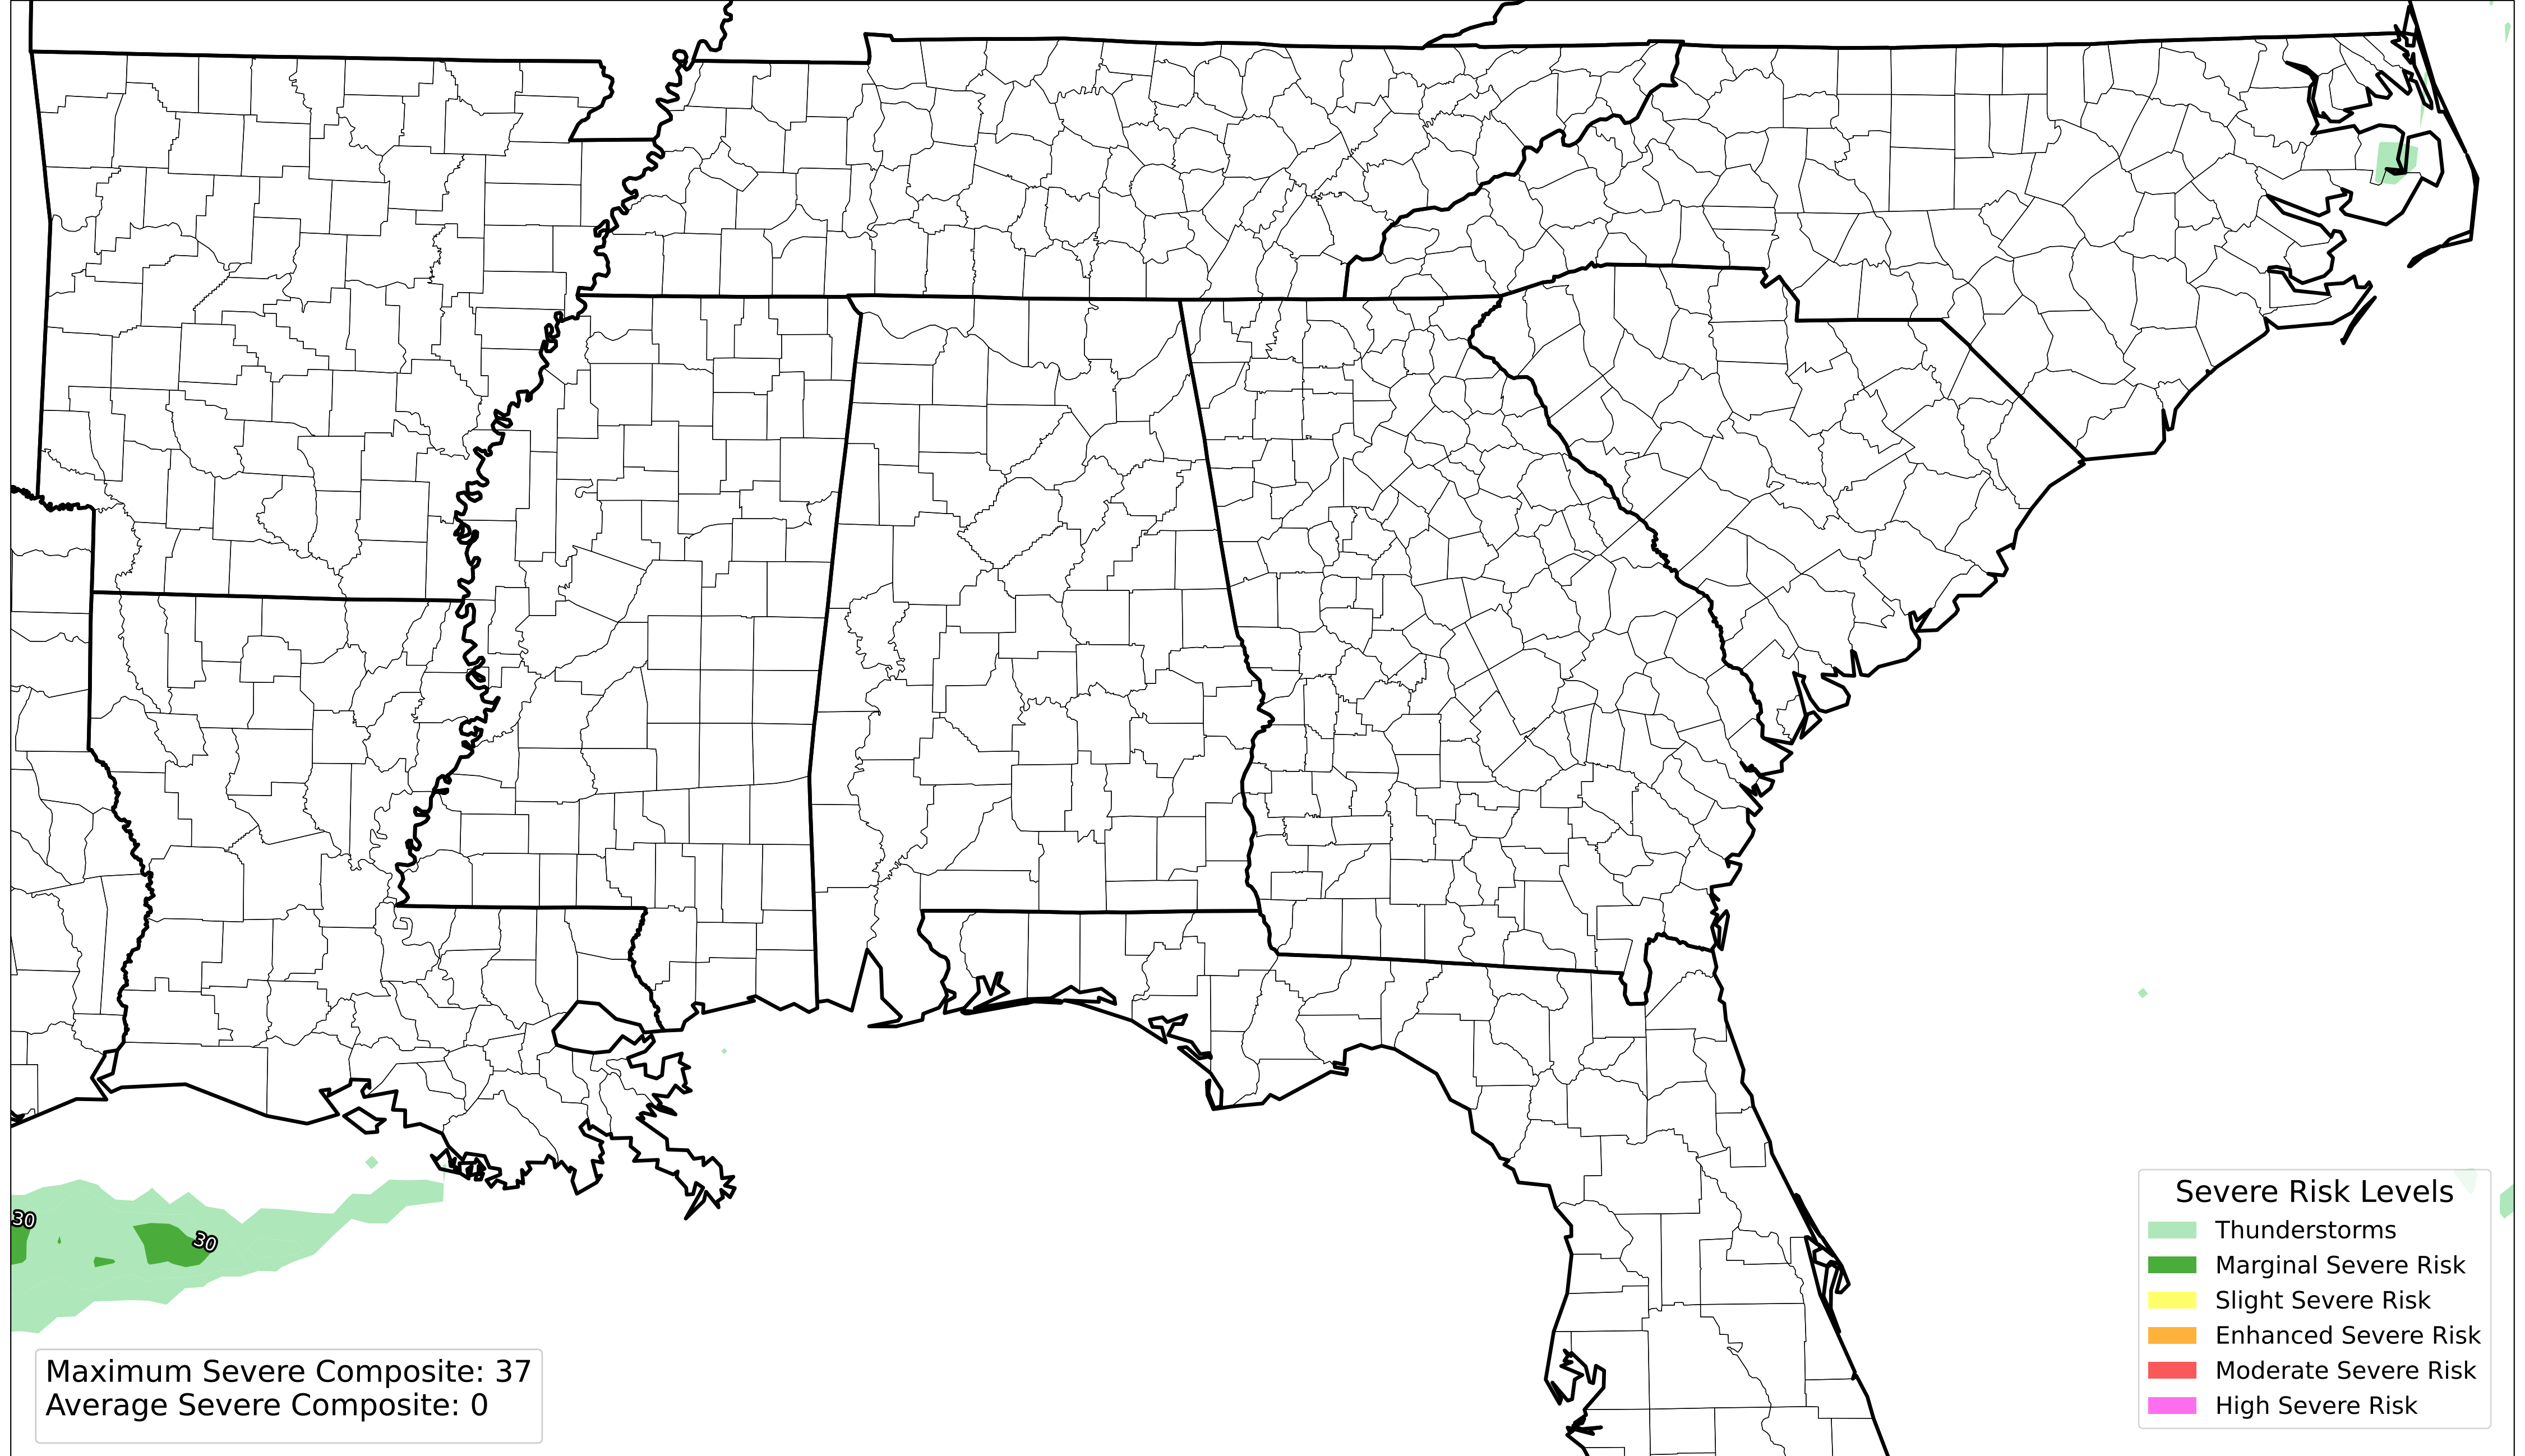 30
30
Maximum Severe Composite: 37
Average Severe Composite: 0
Severe Risk Levels
Thunderstorms
Marginal Severe Risk
Slight Severe Risk
Enhanced Severe Risk
Moderate Severe Risk
High Severe Risk